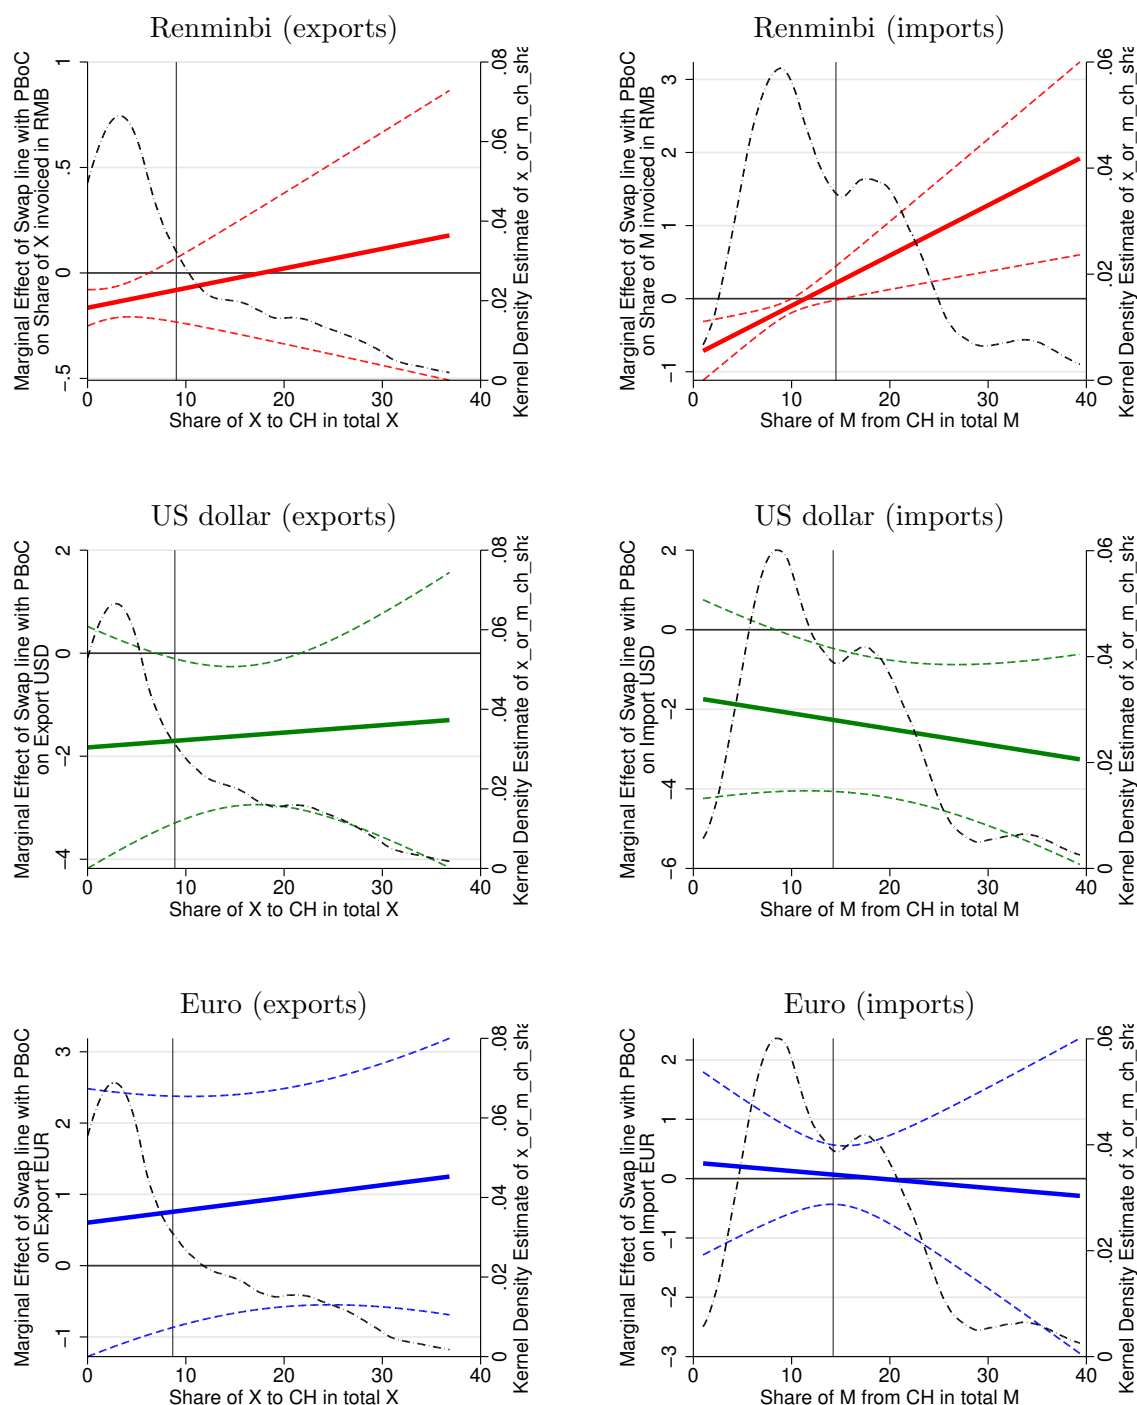 Renminbi (exports)
Marginal Effect of Swap line with PBoC
on Share of X invoiced in RMB
1
.5
0
-.5
.08
.06
.04
.02
0
Kernel Density Estimate of x_or_m_ch_sha
0 10 20 30 40
Share of X to CH in total X
Renminbi (imports)
Marginal Effect of Swap line with PBoC
on Share of M invoiced in RMB
3
2
1
0
-1
.06
.04
.02
0
Kernel Density Estimate of x_or_m_ch_sha
0 10 20 30 40
Share of M from CH in total M
US dollar (exports)
Marginal Effect of Swap line with PBoC
on Export USD
2
0
-2
-4
.08
.06
.04
.02
0
Kernel Density Estimate of x_or_m_ch_sha
0 10 20 30 40
Share of X to CH in total X
US dollar (imports)
Marginal Effect of Swap line with PBoC
on Import USD
2
0
-2
-4
-6
.06
.04
.02
0
Kernel Density Estimate of x_or_m_ch_sha
0 10 20 30 40
Share of M from CH in total M
Euro (exports)
Marginal Effect of Swap line with PBoC
on Export EUR
3
2
1
0
-1
.08
.06
.04
.02
0
Kernel Density Estimate of x_or_m_ch_sha
0 10 20 30 40
Share of X to CH in total X
Euro (imports)
Marginal Effect of Swap line with PBoC
on Import EUR
2
1
0
-1
-2
-3
.06
.04
.02
0
Kernel Density Estimate of x_or_m_ch_sha
0 10 20 30 40
Share of M from CH in total M